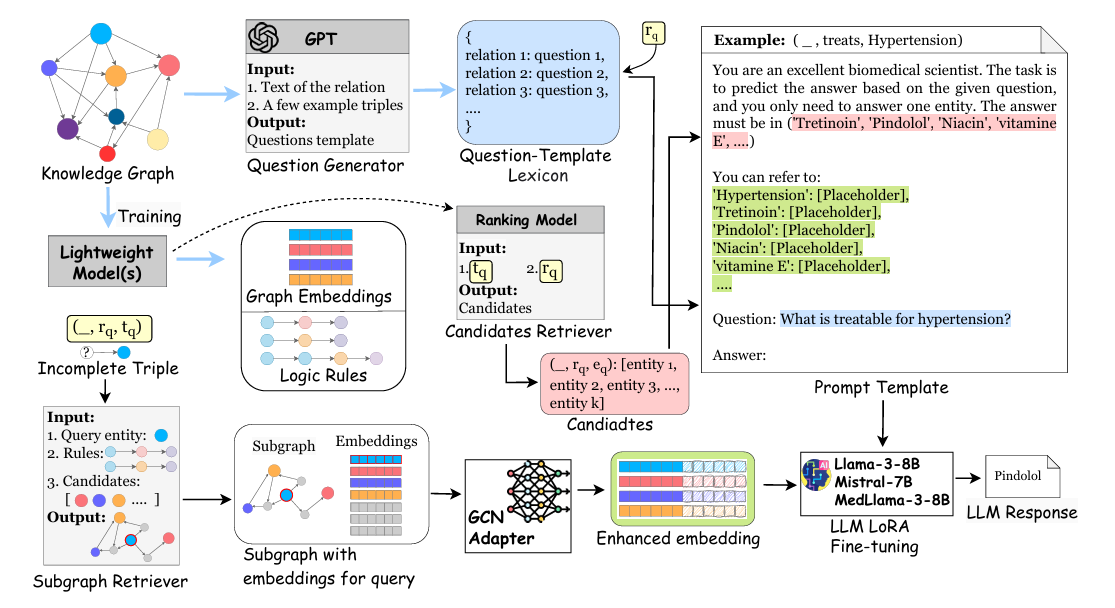 Knowledge Graph
Training
Lightweight
Model(s)
GPT
Input:
1. Text of the relation
2. A few example triples
Output:
Questions template
Question Generator
{
relation 1: question 1,
relation 2: question 2,
relation 3: question 3,
....
}
Question-Template
Lexicon
rq
Graph Embeddings
Logic Rules
Ranking Model
Input:
1. tq 2. rq
Output:
Candidates
Candidates Retriever
(_, rq, eq): [entity 1,
entity 2, entity 3, ...,
entity k]
Candiadtes
Example: ( _ , treats, Hypertension)
You are an excellent biomedical scientist. The task is
to predict the answer based on the given question,
and you only need to answer one entity. The answer
must be in ('Tretinoin', 'Pindolol', 'Niacin', 'vitamine
E', ....)
You can refer to:
'Hypertension': [Placeholder],
'Tretinoin': [Placeholder],
'Pindolol': [Placeholder],
'Niacin': [Placeholder],
'vitamine E': [Placeholder],
....
Question: What is treatable for hypertension?
Answer:
Prompt Template
(_, rq, tq)
?
Incomplete Triple
Input:
1. Query entity:
2. Rules:
3. Candidates:
[ .... ]
Output:
Subgraph Retriever
Subgraph
Embeddings
Subgraph with
embeddings for query
GCN
Adapter
Enhanced embedding
AI
Llama-3-8B
Mistral-7B
MedLlama-3-8B
LLM LoRA
Fine-tuning
Pindolol
LLM Response